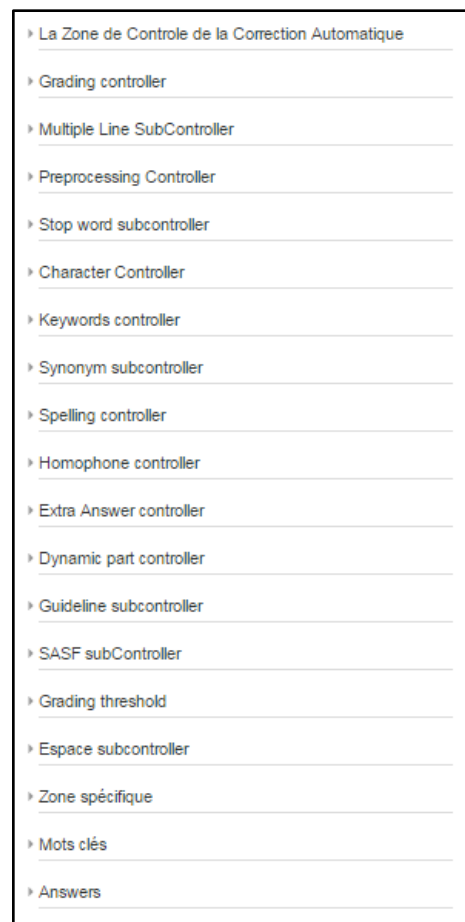 La Zone de Controle de la Correction Automatique
Grading controller
Multiple Line SubController
Preprocessing Controller
Stop word subcontroller
Character Controller
Keywords controller
Synonym subcontroller
Spelling controller
Homophone controller
Extra Answer controller
Dynamic part controller
Guideline subcontroller
SASF subController
Grading threshold
Espace subcontroller
Zone spécifique
Mots clés
Answers